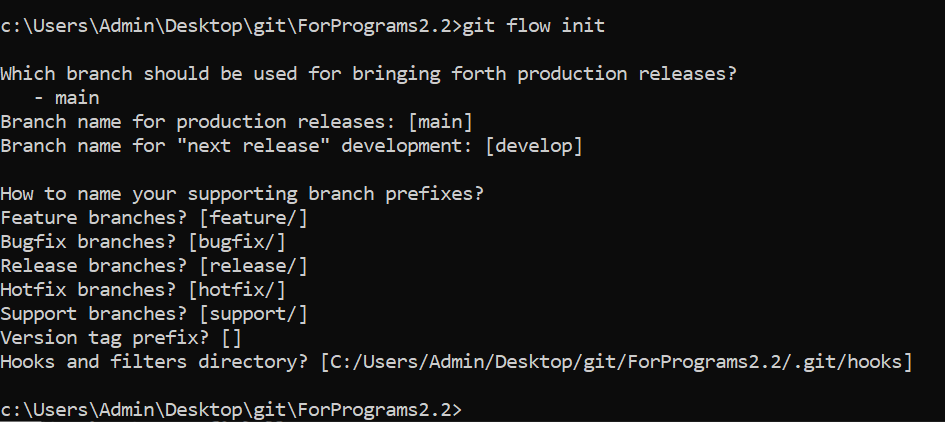 c:\Users\Admin\Desktop\git\ForPrograms2.2>git flow init
Which branch should be used for bringing forth production releases?
- main
Branch name for production releases: [main]
Branch name for "next release" development: [develop]
How to name your supporting branch prefixes?
Feature branches? [feature/]
Bugfix branches? [bugfix/]
Release branches? [release/]
Hotfix branches? [hotfix/]
Support branches? [support/]
Version tag prefix? []
Hooks and filters directory? [C:/Users/Admin/Desktop/git/ForPrograms2.2/.git/hooks]
c:\Users\Admin\Desktop\git\ForPrograms2.2>